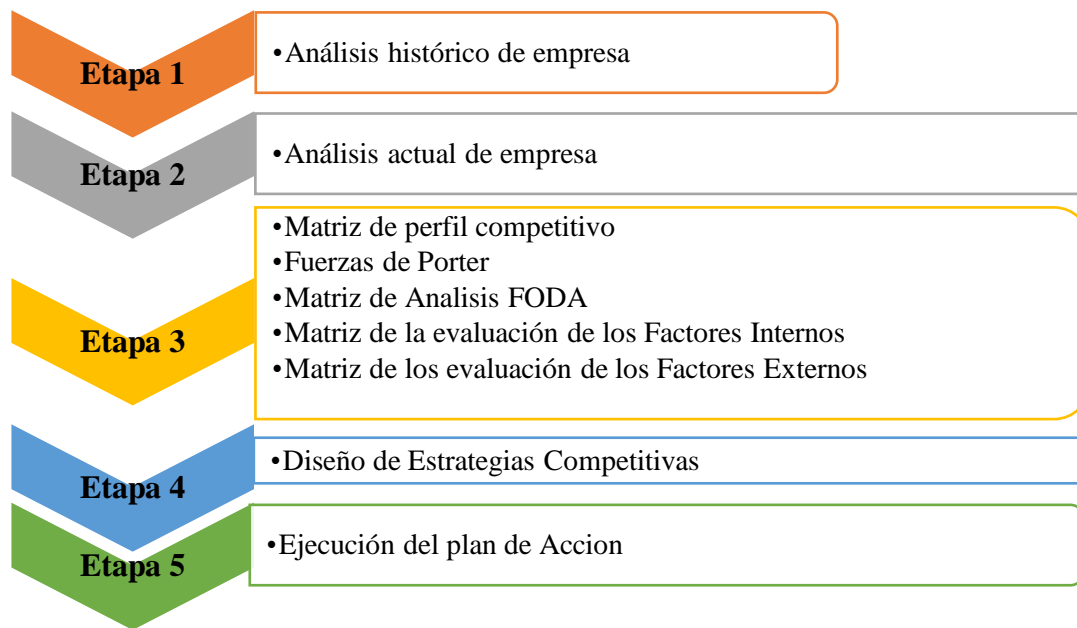 Etapa 1
•Análisis histórico de empresa
Etapa 2
•Análisis actual de empresa
Etapa 3
•Matriz de perfil competitivo
•Fuerzas de Porter
•Matriz de Analisis FODA
•Matriz de la evaluación de los Factores Internos
•Matriz de los evaluación de los Factores Externos
Etapa 4
•Diseño de Estrategias Competitivas
Etapa 5
•Ejecución del plan de Accion